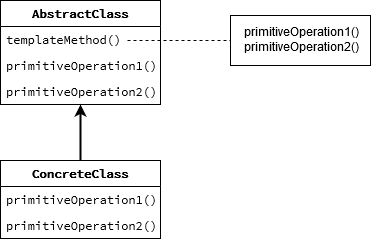 AbstractClass
templateMethod()
primitiveOperation1()
primitiveOperation2()
primitiveOperation1()
primitiveOperation2()
ConcreteClass
primitiveOperation1()
primitiveOperation2()